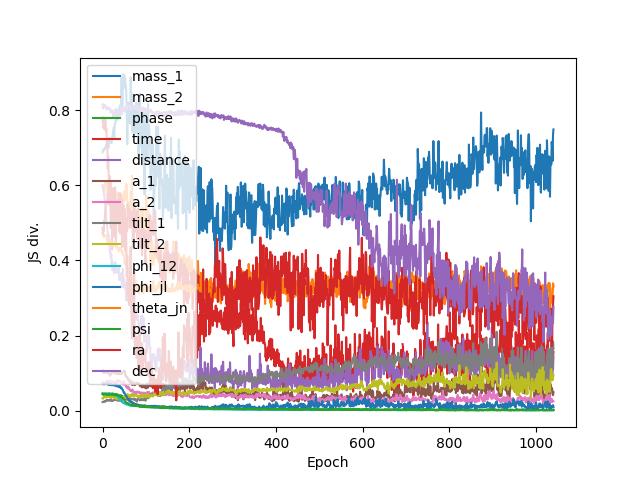 JS div.
0.8
0.6
0.4
0.2
0.0
mass_1
mass_2
phase
time
distance
a_1
a_2
tilt_1
tilt_2
phi_12
phi_jl
theta_jn
psi
ra
dec
0 200 400 600 800 1000
Epoch